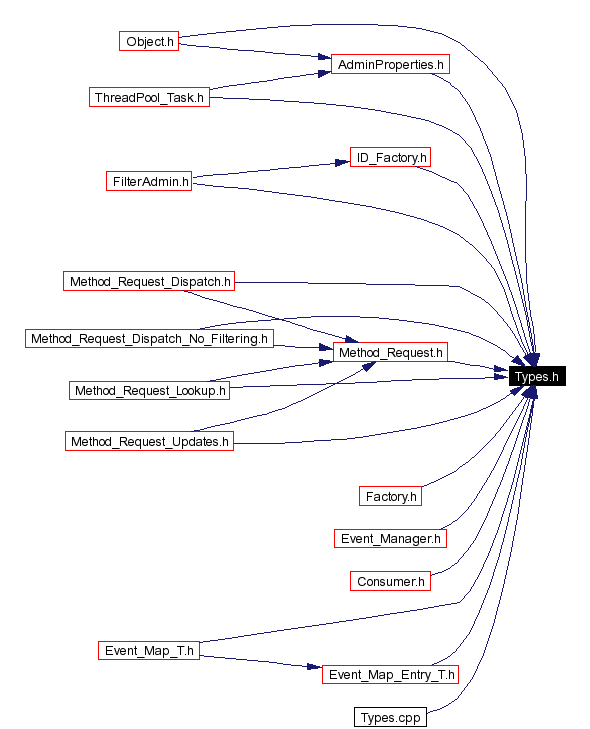 Object.h
AdminProperties.h
ThreadPool_Task.h
ID_Factory.h
FilterAdmin.h
Method_Request_Dispatch.h
Method_Request_Dispatch_No_Filtering.h
Method_Request.h
Types.h
Method_Request_Lookup.h
Method_Request_Updates.h
Factory.h
Event_Manager.h
Consumer.h
Event_Map_T.h
Event_Map_Entry_T.h
Types.cpp